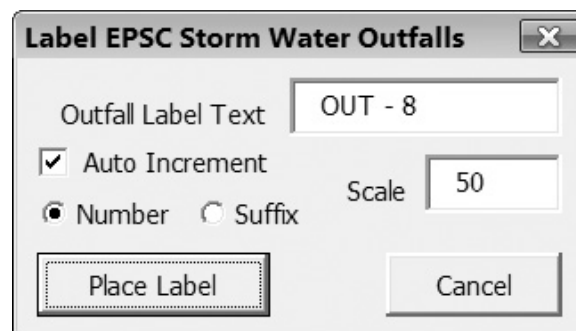 Label EPSC Storm Water Outfalls
Outfall Label Text OUT - 8
Auto Increment
Scale 50
Number Suffix
Place Label Cancel